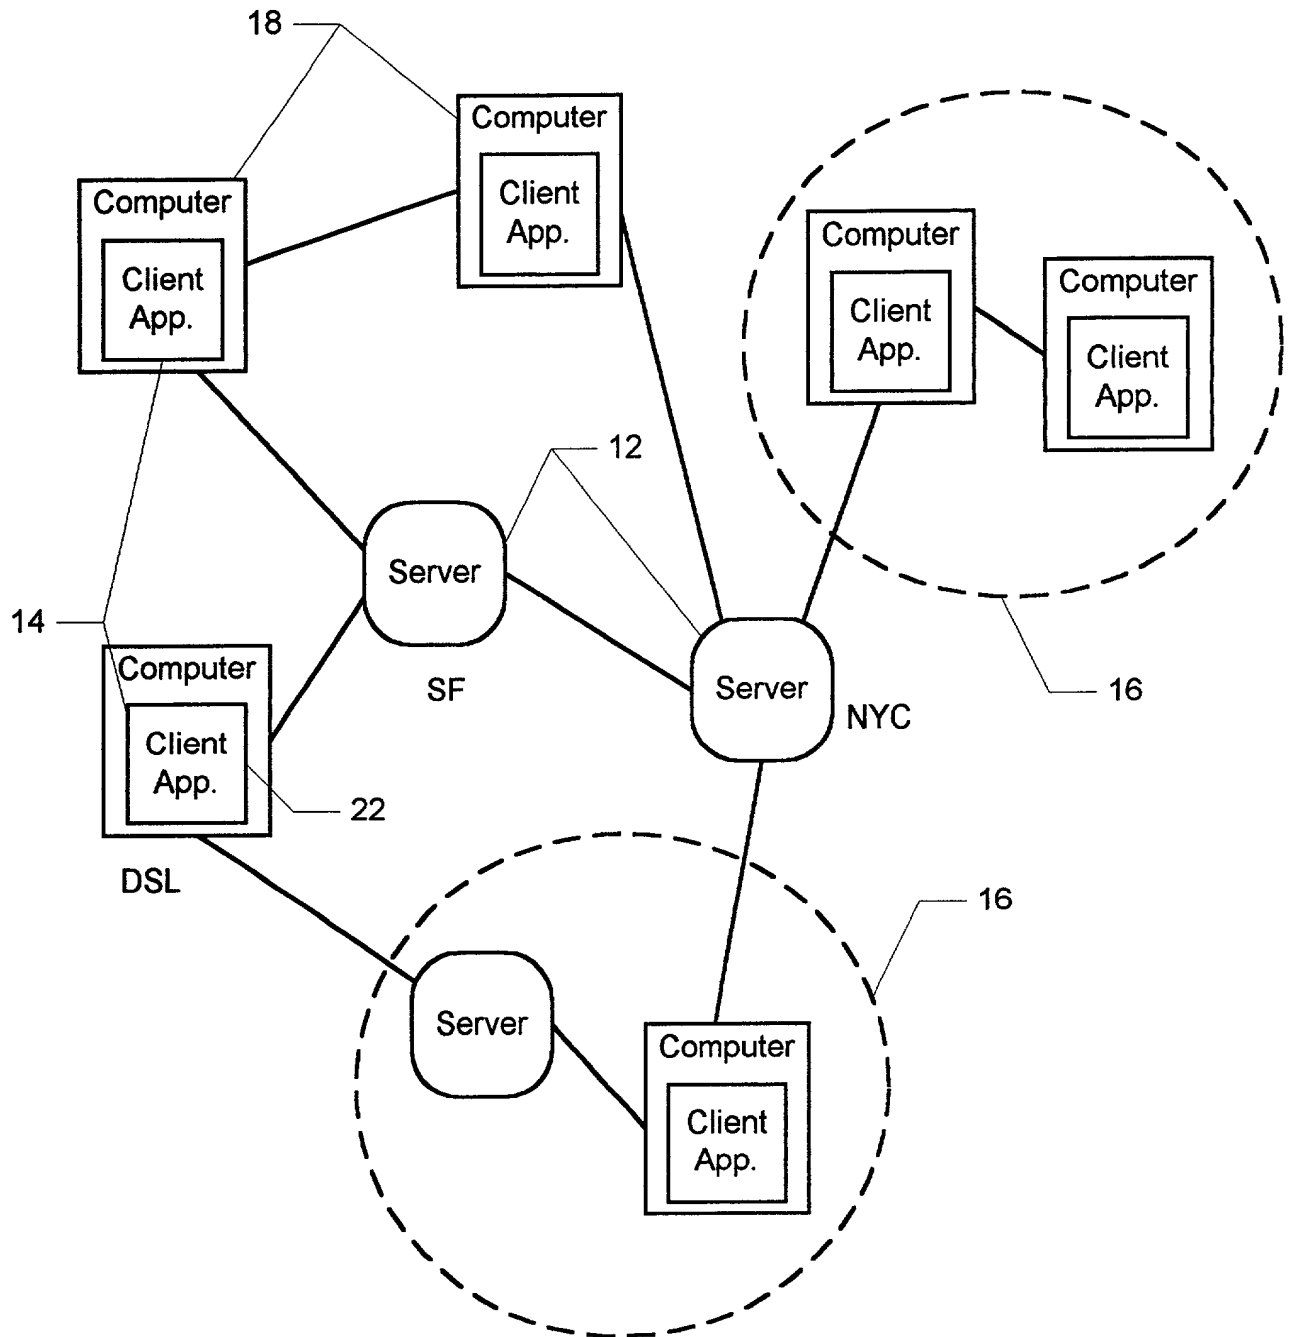 18
Computer
Client
App.
Computer
Client
App.
Computer
Client
App.
Computer
Client
App.
12
Server
SF
14
Computer
Client
App.
22
DSL
Server
NYC
16
16
Server
Computer
Client
App.